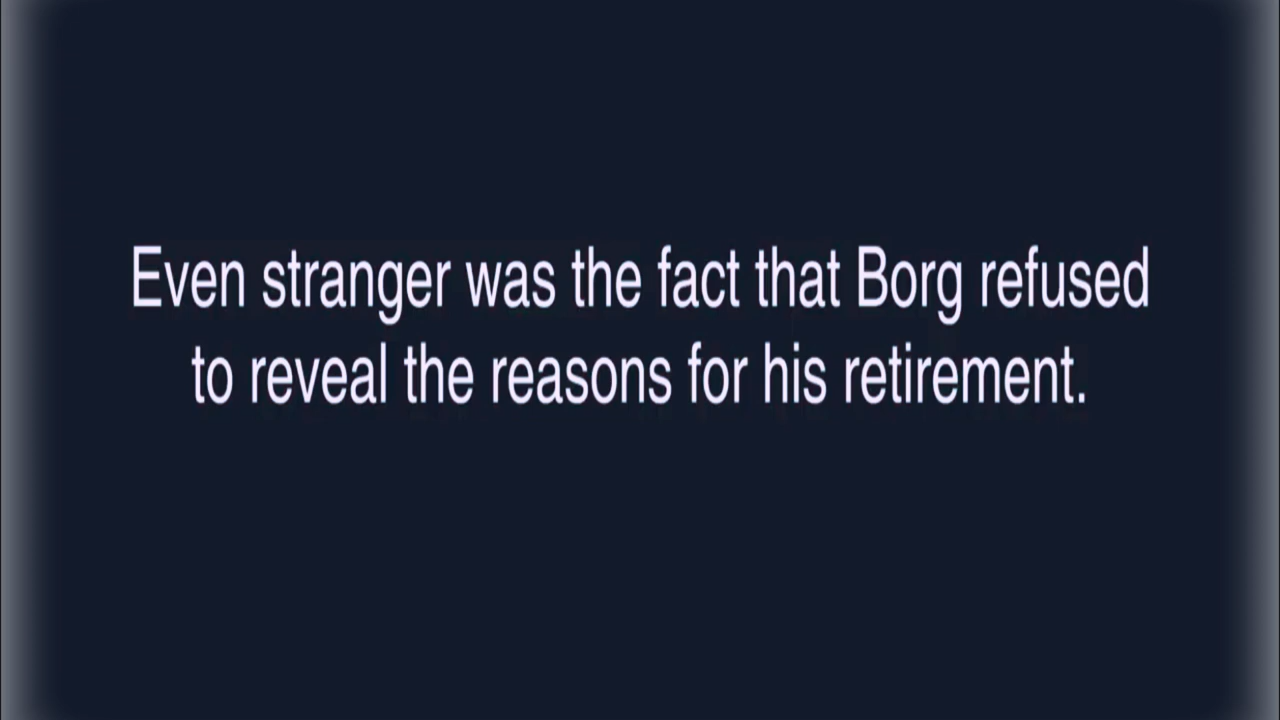 Even stranger was the fact that Borg refused
to reveal the reasons for his retirement.